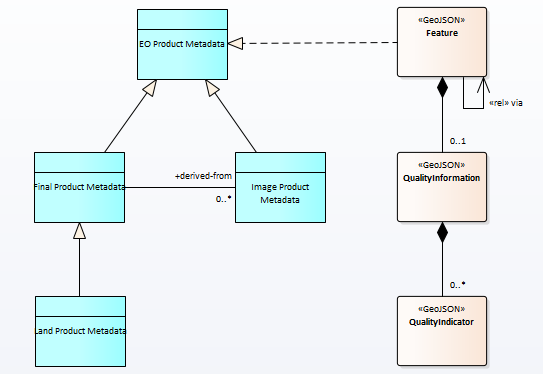 EO Product Metadata
«GeoJSON»
Feature
«rel» via
0..1
+derived-from
0..*
Final Product Metadata
Image Product
Metadata
«GeoJSON»
QualityInformation
0..*
Land Product Metadata
«GeoJSON»
QualityIndicator